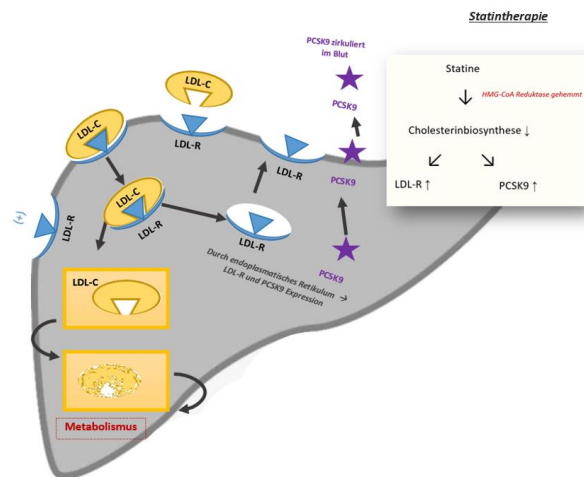 Statintherapie
PCSK9 zirkuliert
im Blut
PCSK9
LDL-C
LDL-R
LDL-C
LDL-R
PCSK9
LDL-C
LDL-R
LDL-R
(+)
LDL-R
PCSK9
Durch endoplasmatisches Retikulum →
LDL-R und PCSK9 Expression
LDL-C
Metabolismus
Statine
HMG-CoA Reduktase gehemmt
Cholesterinbiosynthese ↓
LDL-R ↑
PCSK9 ↑